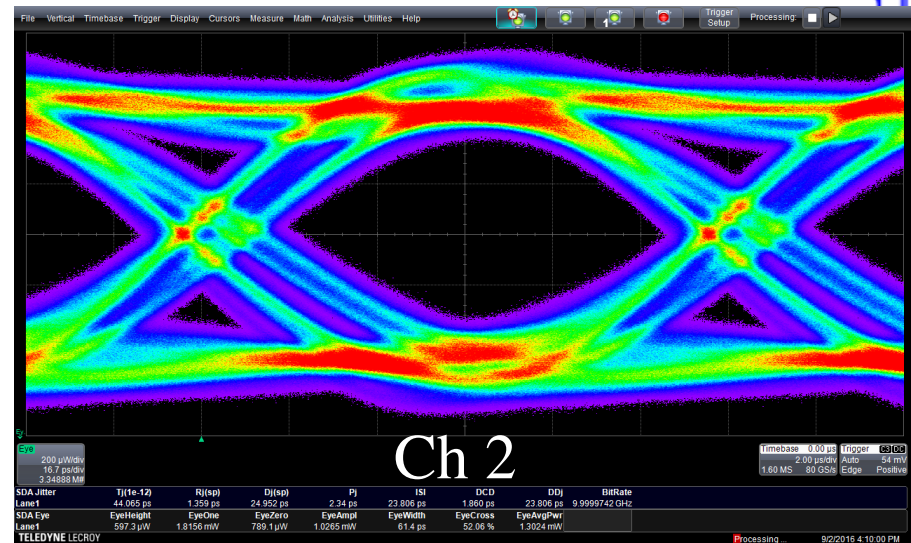 File Vertical Timebase Trigger Display Cursors Measure Math Analysis Utilities Help 1 Trigger Setup Processing:
Ch 2
Eye
200 µW/div
16.7 ps/div
3.34888 M#
Timebase 0.00 µs Trigger C3 DC
2.00 µs/div Auto 54 mV
1.60 MS 80 GS/s Edge Positive
SDA Jitter Tj(1e-12) Rj(sp) Dj(sp) Pj ISI DCD DDj BitRate
Lane1 44.065 ps 1.359 ps 24.952 ps 2.34 ps 23.806 ps 1.860 ps 23.806 ps 9.9999742 GHz
SDA Eye EyeHeight EyeOne EyeZero EyeAmpl EyeWidth EyeCross EyeAvgPwr
Lane1 597.3 µW 1.8156 mW 789.1 µW 1.0265 mW 61.4 ps 52.06 % 1.3024 mW
TELEDYNE LECROY Processing ... 9/2/2016 4:10:00 PM